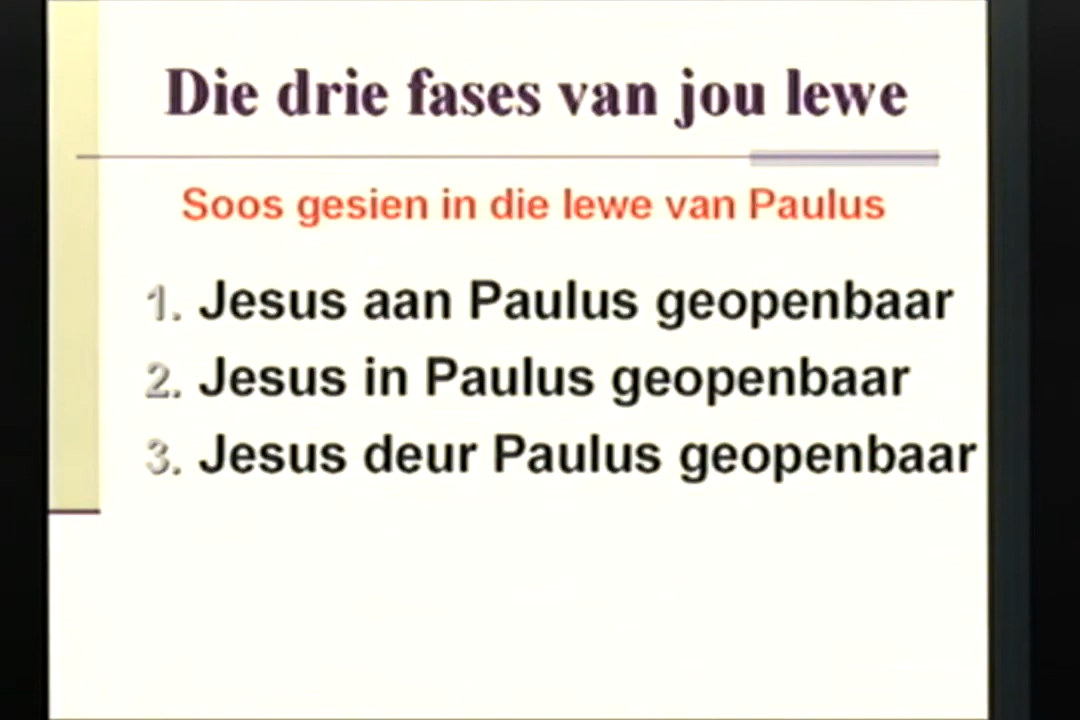 Die drie fases van jou lewe
Soos gesien in die lewe van Paulus
1. Jesus aan Paulus geopenbaar
2. Jesus in Paulus geopenbaar
3. Jesus deur Paulus geopenbaar